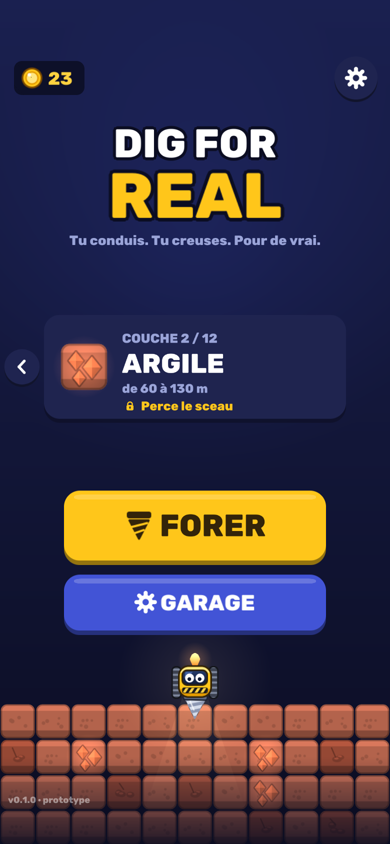 23
DIG FOR
REAL
Tu conduis. Tu creuses. Pour de vrai.
COUCHE 2 / 12
ARGILE
de 60 à 130 m
Perce le sceau
FORER
GARAGE
v0.1.0 · prototype